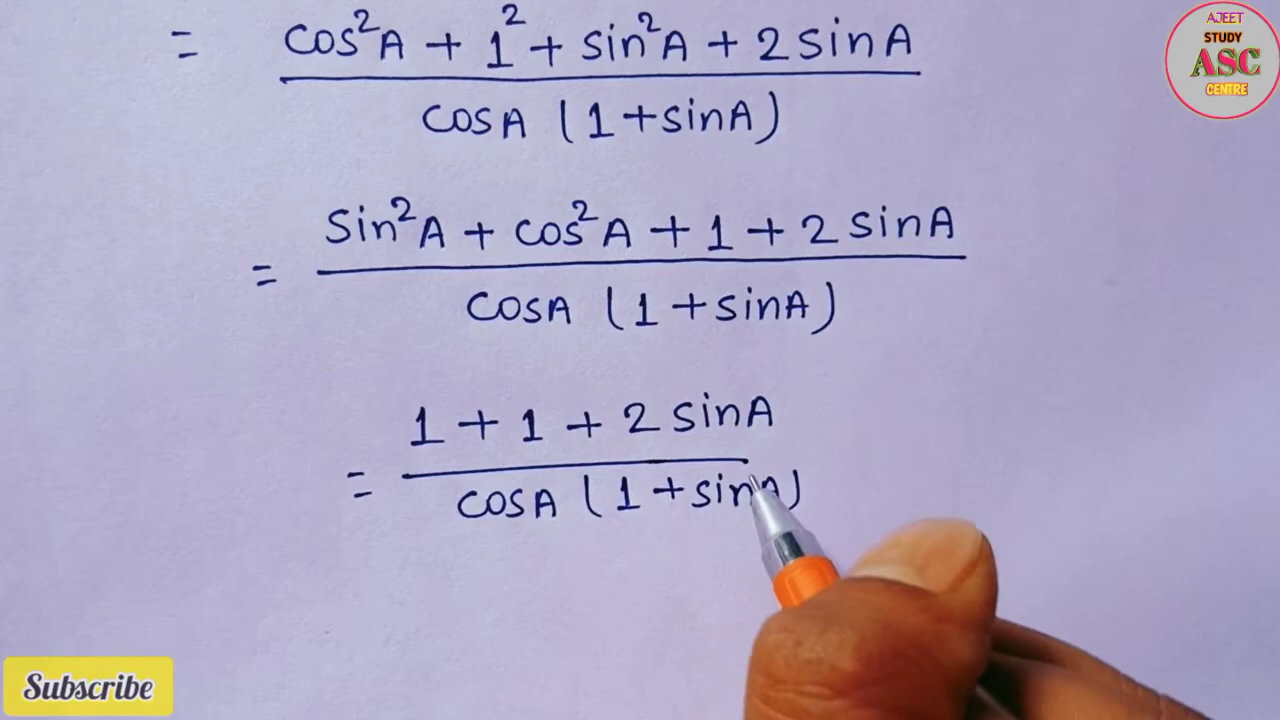 AJEET
STUDY
ASC
CENTRE
= cos²A + 1² + sin²A + 2 sinA
cosA (1+sinA)
= sin²A + cos²A + 1 + 2 sinA
cosA (1+sinA)
= 1 + 1 + 2 sinA
cosA (1+sinA)
Subscribe